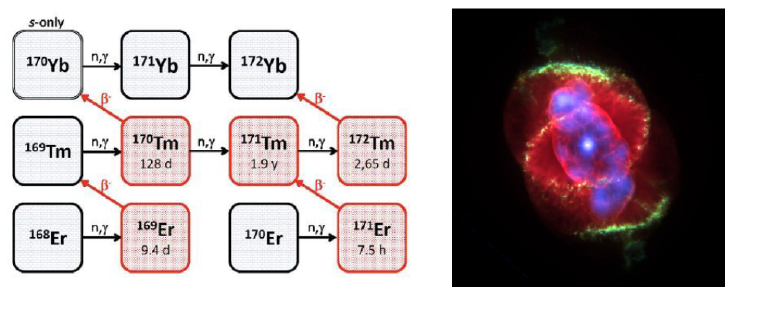 s-only
170Yb n,γ 171Yb n,γ 172Yb
β- β-
169Tm n,γ 170Tm 128 d n,γ 171Tm 1.9 y n,γ 172Tm 2,65 d
β- β-
168Er n,γ 169Er 9.4 d 170Er n,γ 171Er 7.5 h